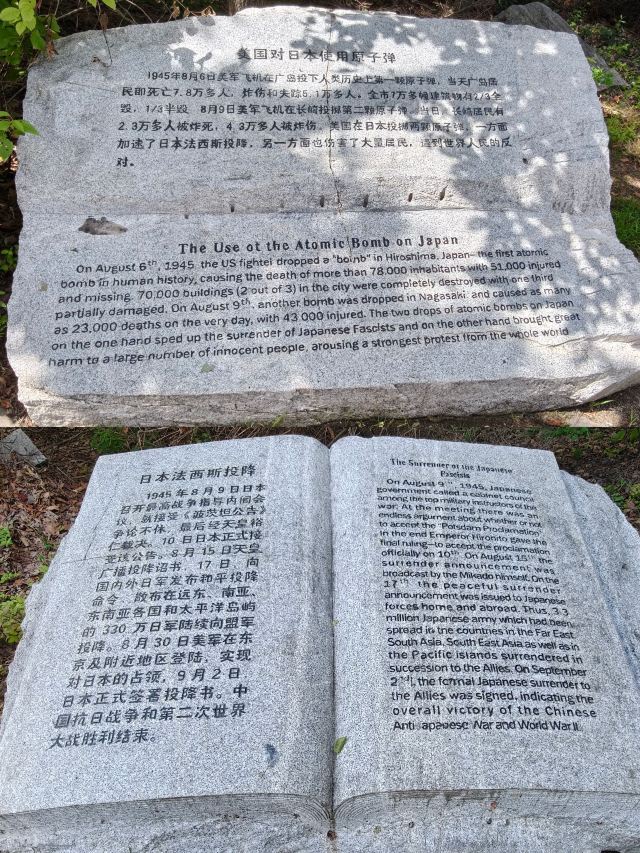 美国对日本使用原子弹
1945年8月6日美军飞机在广岛投下人类历史上第一颗原子弹，当天广岛居
民即死亡7.8万多人，炸伤和失踪5.1万多人。全市7万多幢建筑物有2/3全
毁，1/3半毁 8月9日美军飞机在长崎投掷第二颗原子弹 当日，长崎居民有
2.3万多人被炸死，4.3万多人被炸伤，美国在日本投掷两颗原子弹，一方面
加速了日本法西斯投降，另一方面也伤害了大量居民，遭到世界人民的反
对。
The Use of the Atomic Bomb on Japan
On August 6th, 1945, the US fighter dropped a "bomb" in Hiroshima, Japan– the first atomic
bomb in human history, causing the death of more than 78,000 inhabitants with 51,000 injured
and missing. 70,000 buildings (2 out of 3) in the city were completely destroyed with one third
partially damaged. On August 9th, another bomb was dropped in Nagasaki and caused as many
as 23,000 deaths on the very day, with 43 000 injured. The two drops of atomic bombs on Japan
on the one hand sped up the surrender of Japanese Fascists and on the other hand brought great
harm to a large number of innocent people, arousing a strongest protest from the whole world
日本法西斯投降
1945年8月9日日本
召开最高战争指导内阁会
议，就接受《波茨坦公告》
争论不休，最后经天皇裕
仁裁决，10日日本正式接
受该公告，8月15日天皇
广播投降诏书，17日，向
国内外日军发布和平投降
命令，散布在远东、南亚、
东南亚各国和太平洋岛屿
的330万日军陆续向盟军
投降。8月30日美军在东
京及附近地区登陆，实现
对日本的占领，9月2日
日本正式签署投降书。中
国抗日战争和第二次世界
大战胜利结束。
The Surrender of the Japanese
Fascists
On August 9th, 1945, Japanese
government called a cabinet council
among the top military instructors of the
war. At the meeting there was an
endless argument about whether or not
to accept the "Potsdam Proclamation"
in the end Emperor Hirohito gave the
final ruling—to accept the proclamation
officially on 10th. On August 15th the
surrender announcement was
broadcast by the Mikado himself. On the
17th the peaceful surrender
announcement was issued to Japanese
forces home and abroad. Thus, 3.3
million Japanese army which had been
spread in the countries in the Far East
South Asia, South East Asia as well as in
the Pacific islands surrendered in
succession to the Allies. On September
2nd, the formal Japanese surrender to
the Allies was signed, indicating the
overall victory of the Chinese
Anti Japanese War and World War II.